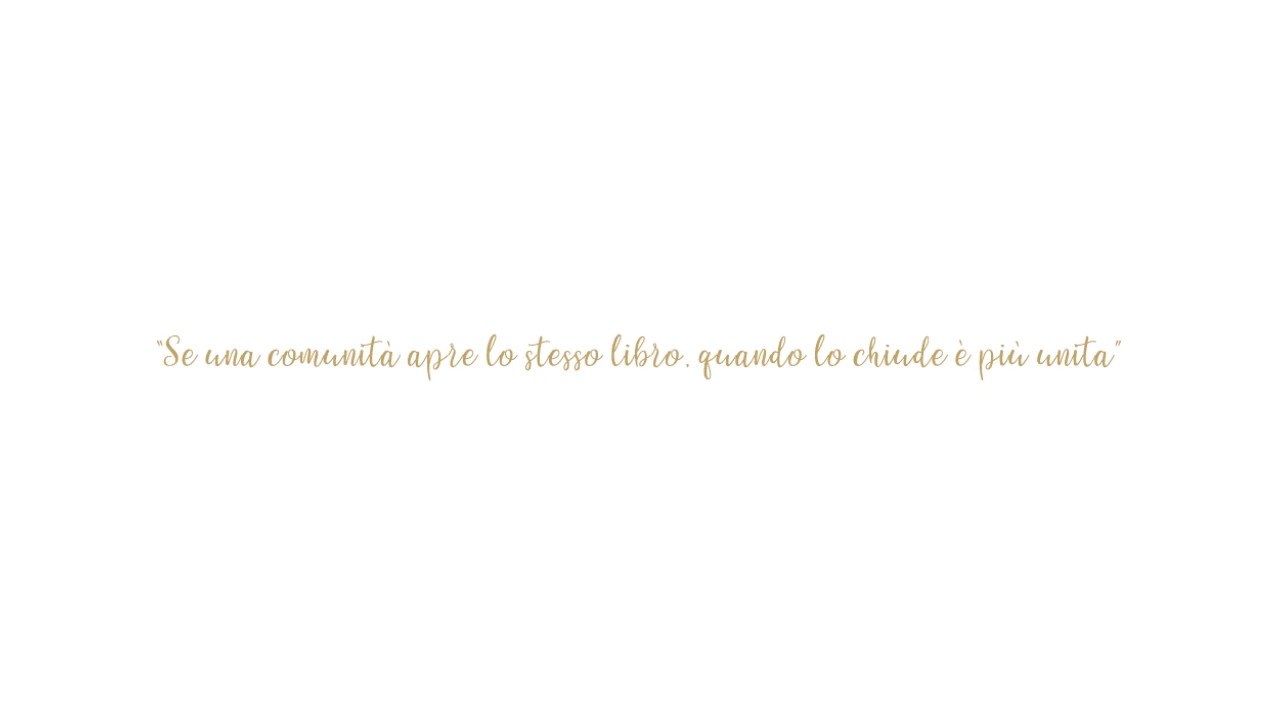 "Se una comunità apre lo stesso libro, quando lo chiude è più unita"